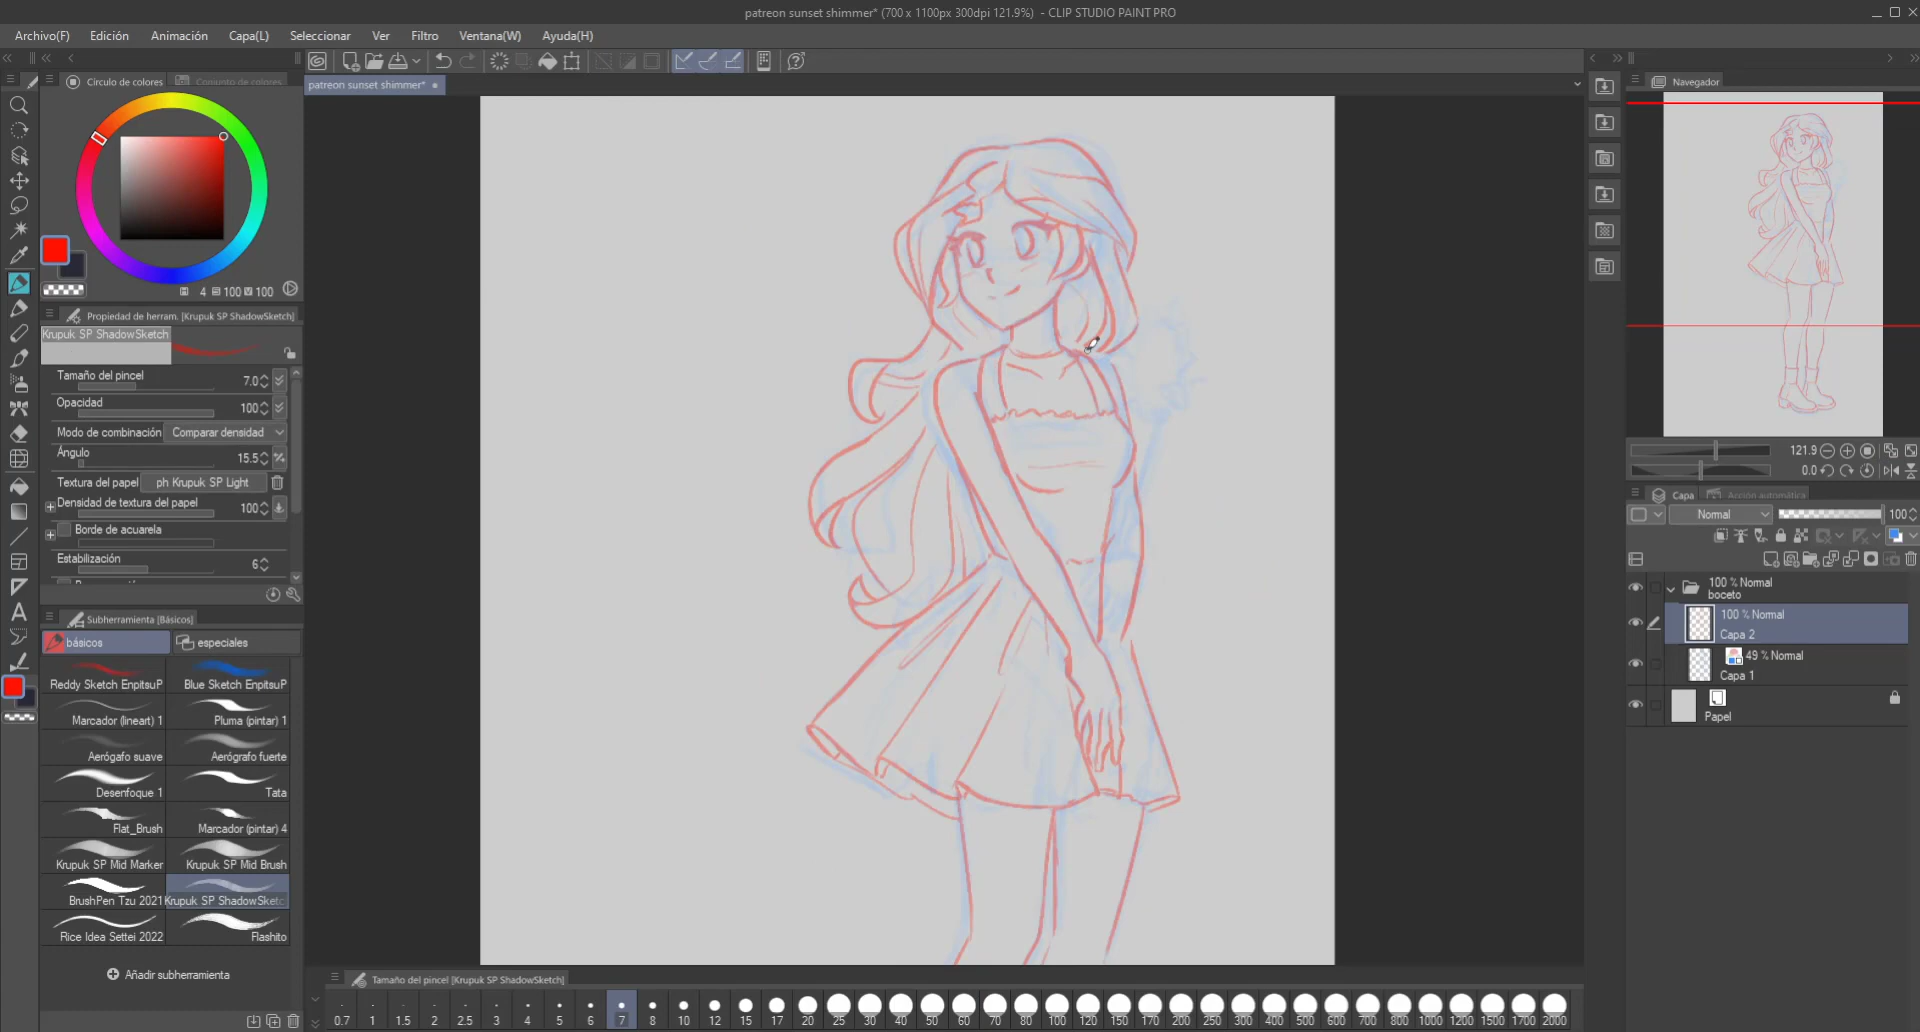 patreon sunset shimmer* (700 x 1100px 300dpi 121.9%) - CLIP STUDIO PAINT PRO
Archivo(F) Edición Animación Capa(L) Seleccionar Ver Filtro Ventana(W) Ayuda(H)
Círculo de colores Conjunto de colores
patreon sunset shimmer*
Navegador
4 100 100
Propiedad de herram. [Krupuk SP ShadowSketch]
Krupuk SP ShadowSketch
Tamaño del pincel 7.0
Opacidad 100
Modo de combinación Comparar densidad
Ángulo 15.5
Textura del papel ph Krupuk SP Light
Densidad de textura del papel 100
Borde de acuarela
Estabilización 6
Subherramienta [Básicos]
básicos especiales
Reddy Sketch EnpitsuP Blue Sketch EnpitsuP
Marcador (lineart) 1 Pluma (pintar) 1
Aerógafo suave Aerógrafo fuerte
Desenfoque 1 Tata
Flat_Brush Marcador (pintar) 4
Krupuk SP Mid Marker Krupuk SP Mid Brush
BrushPen Tzu 2021 Krupuk SP ShadowSketc
Rice Idea Settei 2022 Flashito
Añadir subherramienta
121.9
0.0
Capa Acción automática
Normal 100
100 % Normal
boceto
100 % Normal
Capa 2
49 % Normal
Capa 1
Papel
Tamaño del pincel [Krupuk SP ShadowSketch]
0.7 1 1.5 2 2.5 3 4 5 6 7 8 10 12 15 17 20 25 30 40 50 60 70 80 100 120 150 170 200 250 300 400 500 600 700 800 1000 1200 1500 1700 2000